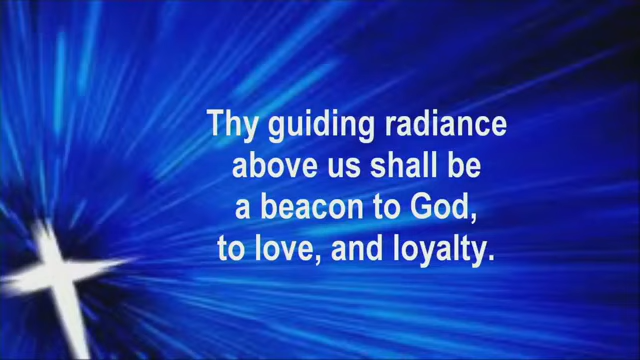 Thy guiding radiance
above us shall be
a beacon to God,
to love, and loyalty.